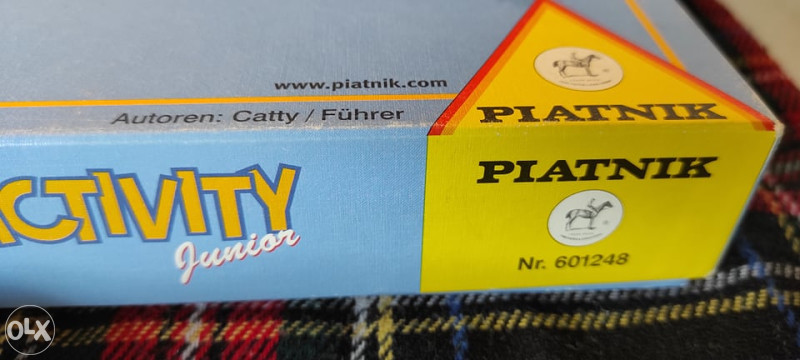 www.piatnik.com
Autoren: Catty / Führer
PIATNIK
ACTIVITY
Junior
PIATNIK
Nr. 601248
OLX